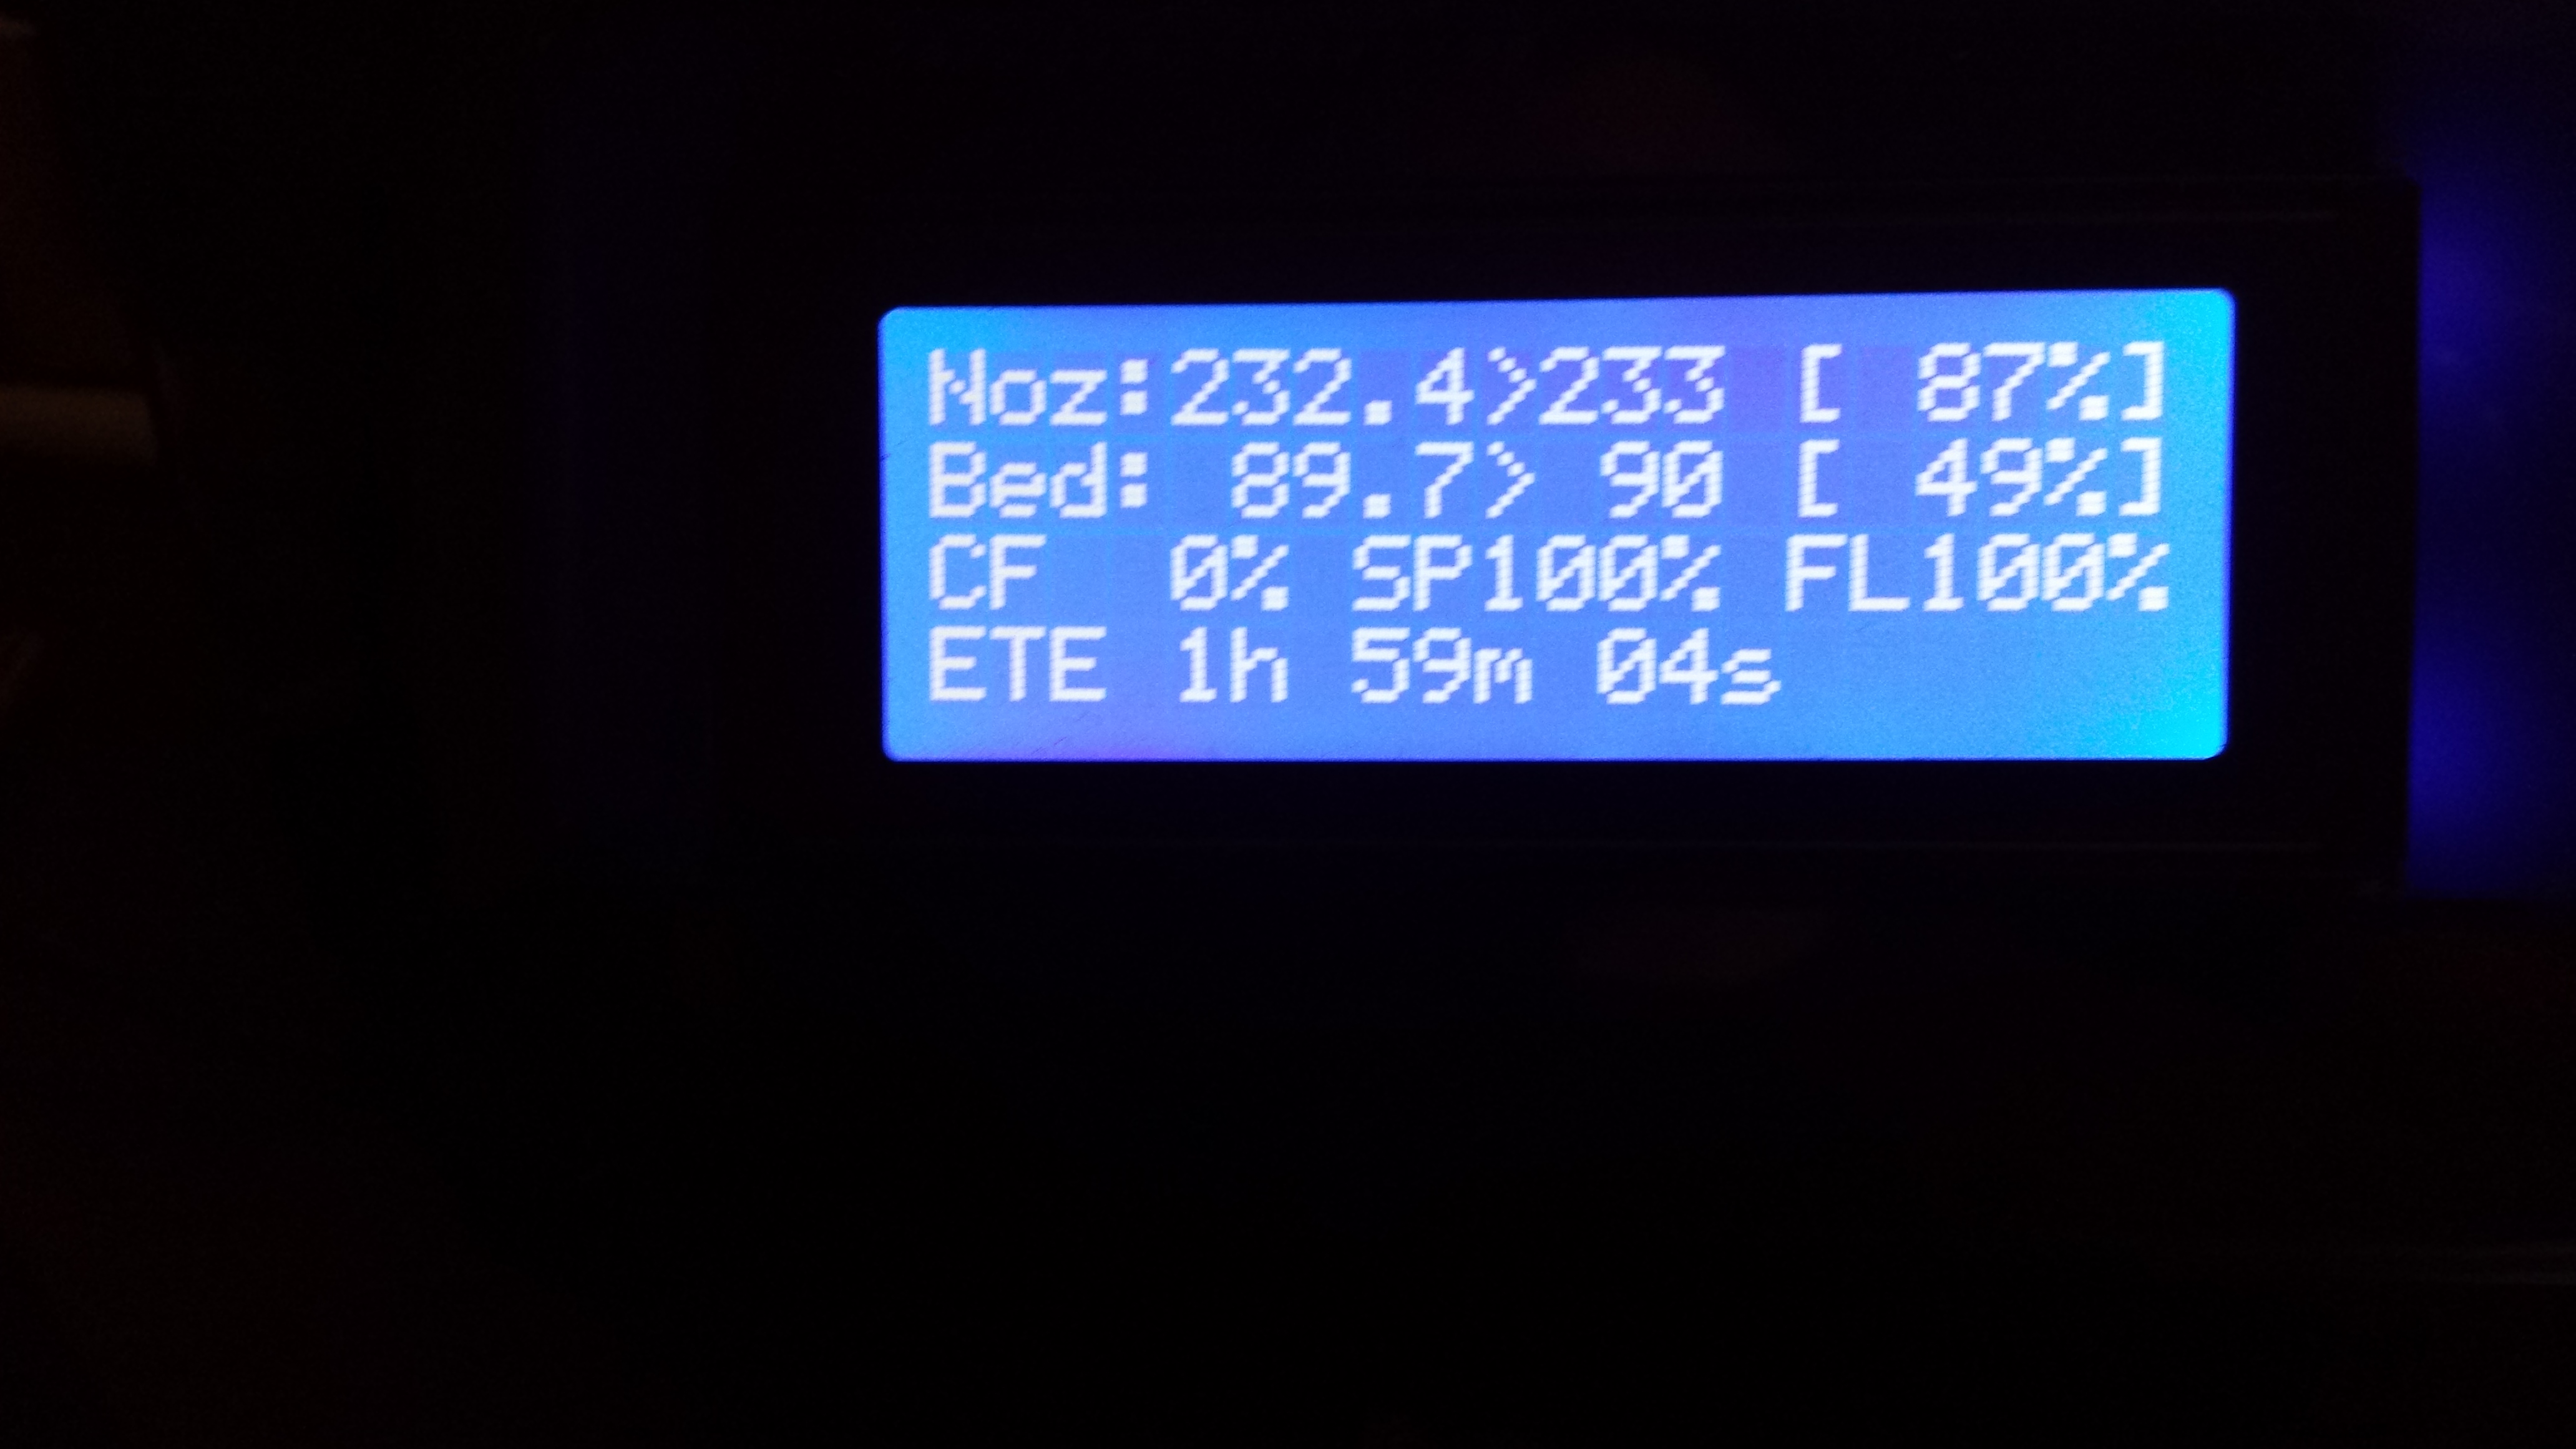 Noz:232.4>233 [ 87%]
Bed: 89.7> 90 [ 49%]
CF  0% SP100% FL100%
ETE 1h 59m 04s